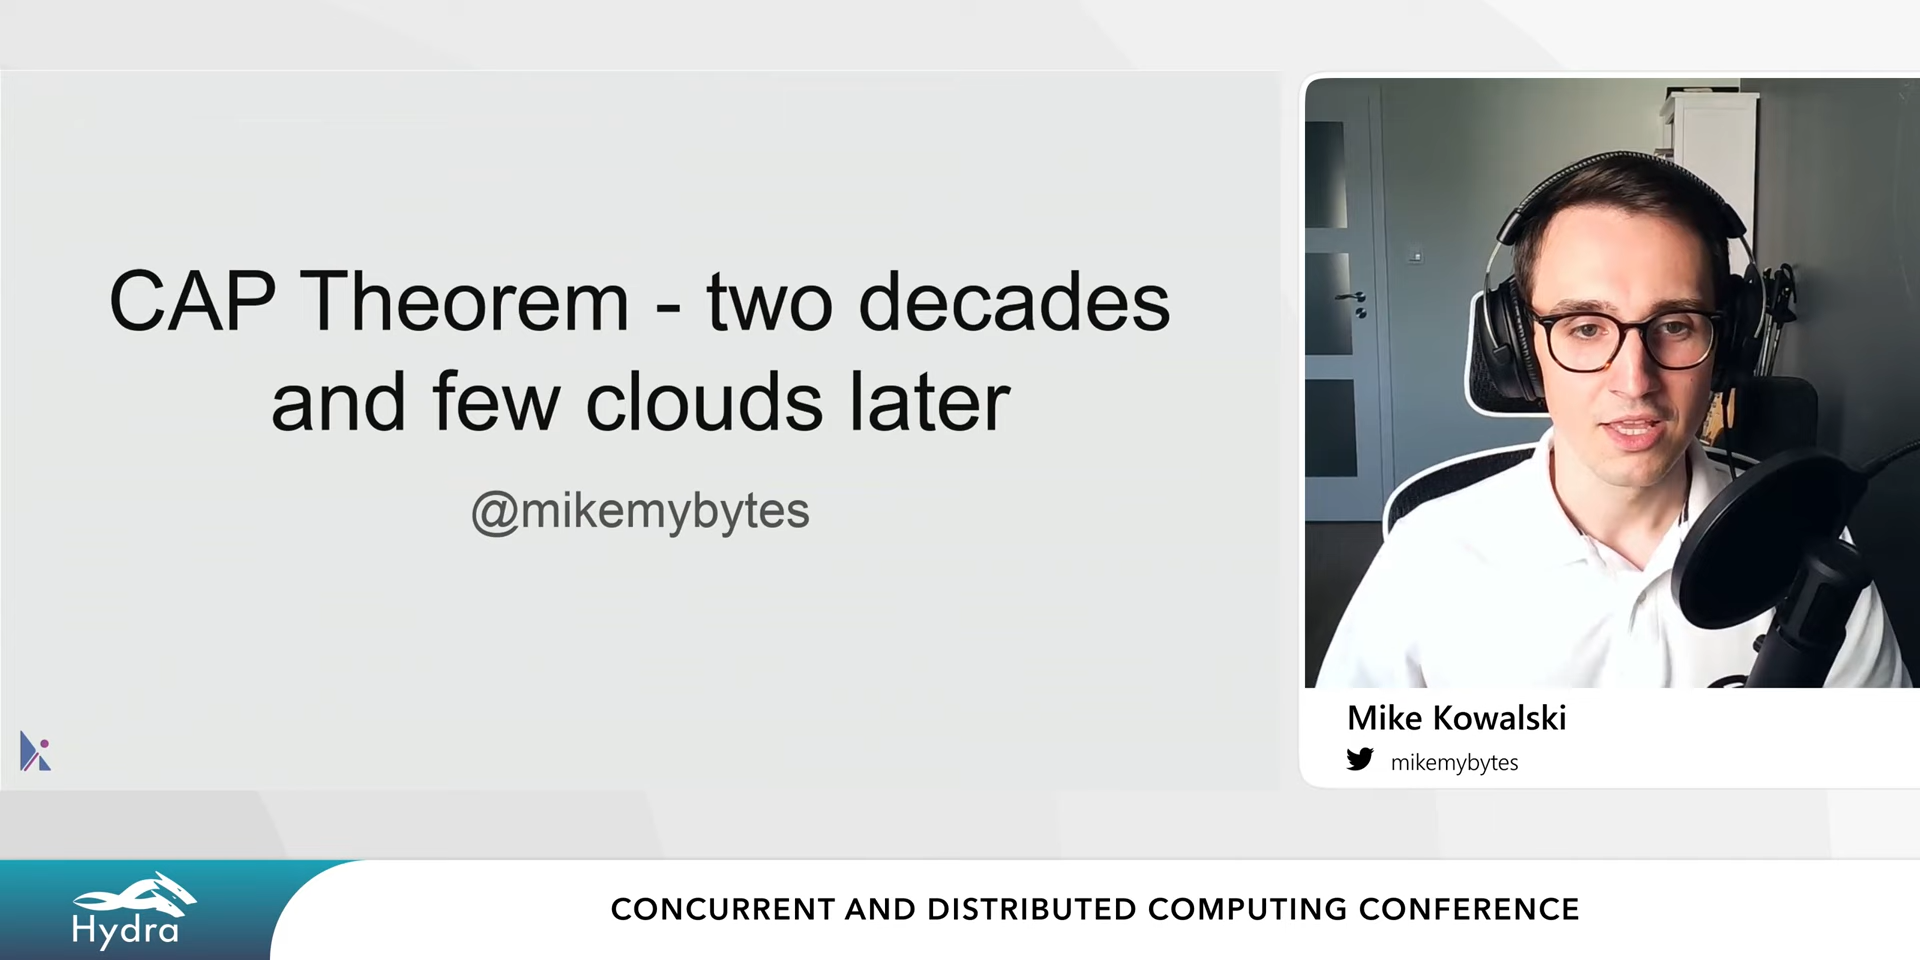 CAP Theorem - two decades
and few clouds later
@mikemybytes
Mike Kowalski
mikemybytes
Hydra
CONCURRENT AND DISTRIBUTED COMPUTING CONFERENCE